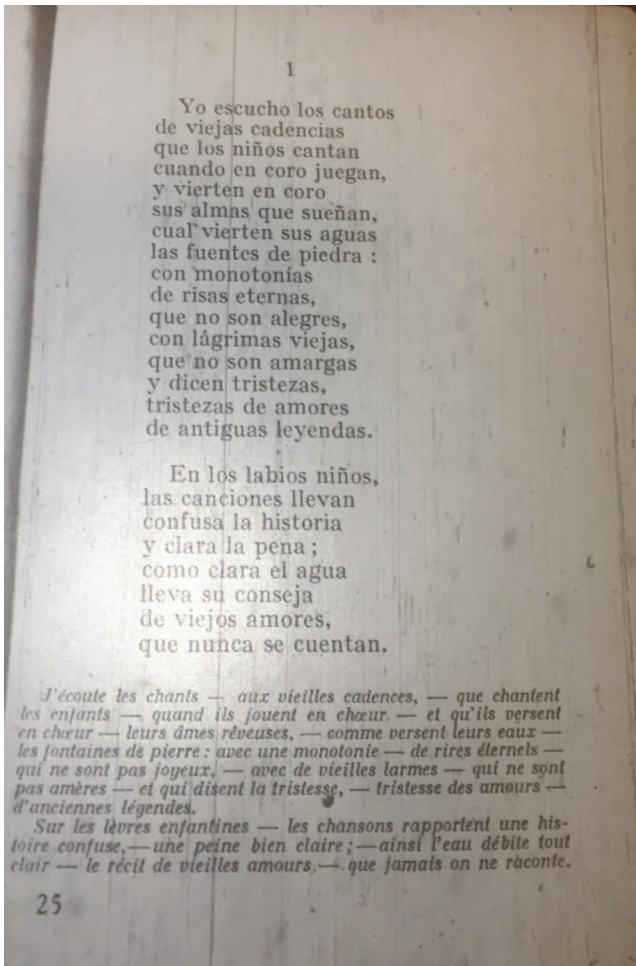 1
Yo escucho los cantos
de viejas cadencias
que los niños cantan
cuando en coro juegan,
y vierten en coro
sus almas que sueñan,
cual vierten sus aguas
las fuentes de piedra :
con monotonías
de risas eternas,
que no son alegres,
con lágrimas viejas,
que no son amargas
y dicen tristezas,
tristezas de amores
de antiguas leyendas.
En los labios niños,
las canciones llevan
confusa la historia
y clara la pena ;
como clara el agua
lleva su conseja
de viejos amores,
que nunca se cuentan.
J'écoute les chants — aux vieilles cadences, — que chantent
les enfants — quand ils jouent en chœur — et qu'ils versent
en chœur — leurs âmes rêveuses, — comme versent leurs eaux —
les fontaines de pierre : avec une monotonie — de rires éternels —
qui ne sont pas joyeux, — avec de vieilles larmes — qui ne sont
pas amères — et qui disent la tristesse, — tristesse des amours —
d'anciennes légendes.
Sur les lèvres enfantines — les chansons rapportent une his-
toire confuse, — une peine bien claire ; — ainsi l'eau débite tout
clair — le récit de vieilles amours, — que jamais on ne raconte.
25